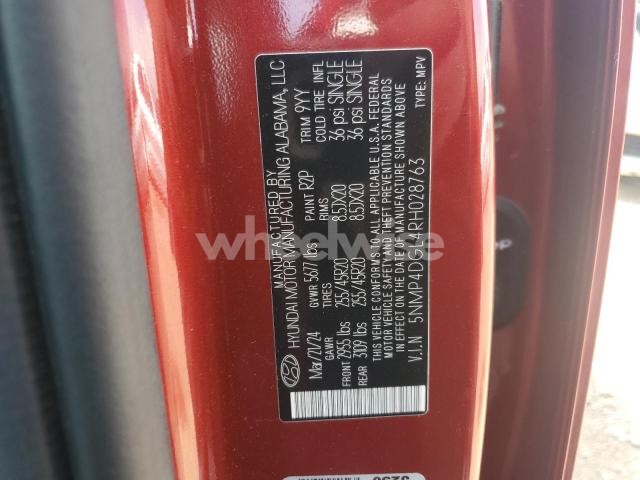 MANUFACTURED BY
HYUNDAI MOTOR MANUFACTURING ALABAMA, LLC
Mar/21/24 GVWR 5677 lbs PAINT R2P TRIM 9YY
GAWR TIRES RIMS COLD TIRE INFL
FRONT 2955 lbs 255/45R20 8.5JX20 36 psi SINGLE
REAR 3109 lbs 255/45R20 8.5JX20 36 psi SINGLE
THIS VEHICLE CONFORMS TO ALL APPLICABLE U.S.A. FEDERAL
MOTOR VEHICLE SAFETY AND THEFT PREVENTION STANDARDS
IN EFFECT ON THE DATE OF MANUFACTURE SHOWN ABOVE
V.I.N 5NMP4DGL4RH028763 TYPE: MPV
wheelwise